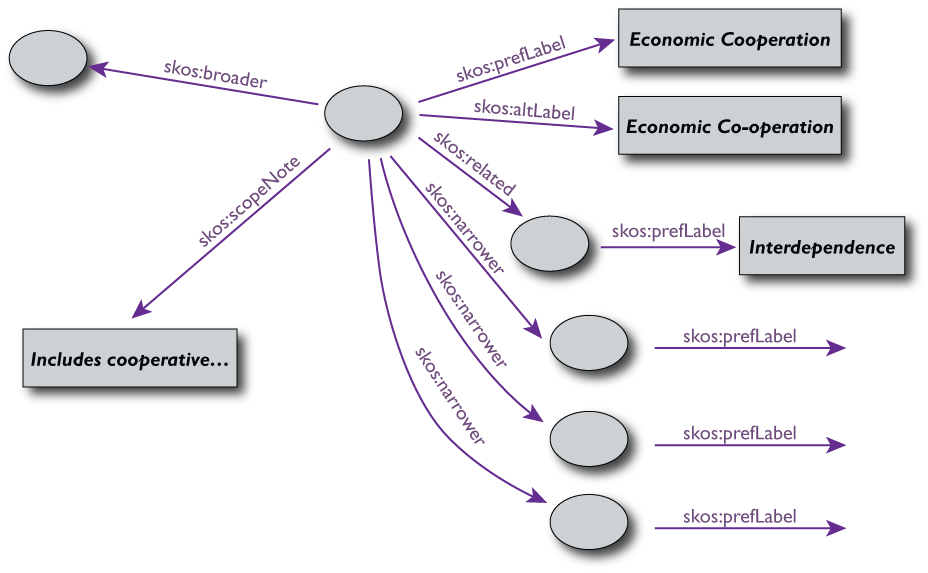 skos:broader
skos:prefLabel
Economic Cooperation
skos:altLabel
Economic Co-operation
skos:related
skos:scopeNote
skos:narrower
skos:prefLabel
Interdependence
skos:narrower
skos:prefLabel
Includes cooperative…
skos:narrower
skos:prefLabel
skos:prefLabel